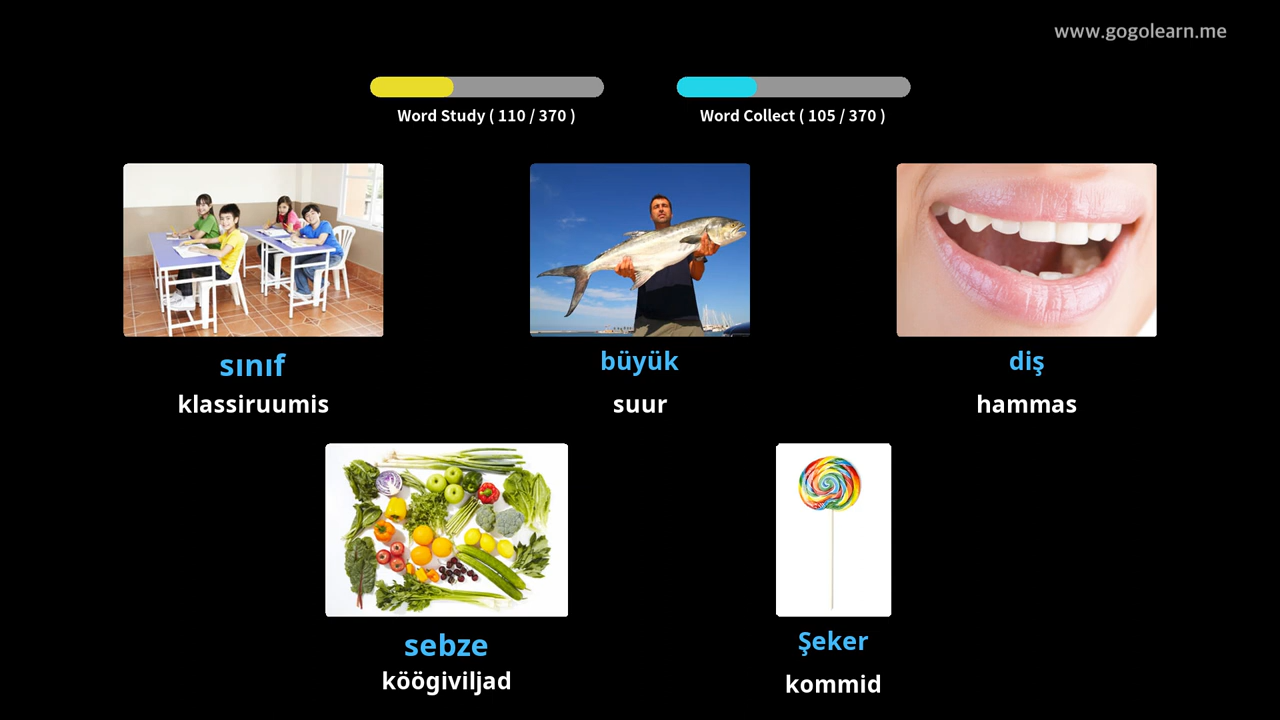 www.gogolearn.me
Word Study ( 110 / 370 )
Word Collect ( 105 / 370 )
sınıf
klassiruumis
büyük
suur
diş
hammas
sebze
köögiviljad
Şeker
kommid